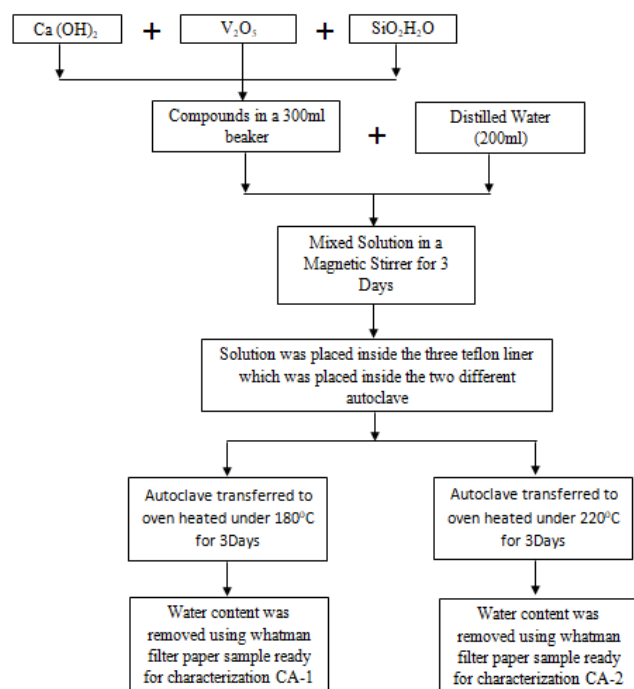 Ca (OH)₂ + V₂O₅ + SiO₂H₂O
Compounds in a 300ml
beaker
+
Distilled Water
(200ml)
Mixed Solution in a
Magnetic Stirrer for 3
Days
Solution was placed inside the three teflon liner
which was placed inside the two different
autoclave
Autoclave transferred to
oven heated under 180⁰C
for 3Days
Autoclave transferred to
oven heated under 220⁰C
for 3Days
Water content was
removed using whatman
filter paper sample ready
for characterization CA-1
Water content was
removed using whatman
filter paper sample ready
for characterization CA-2